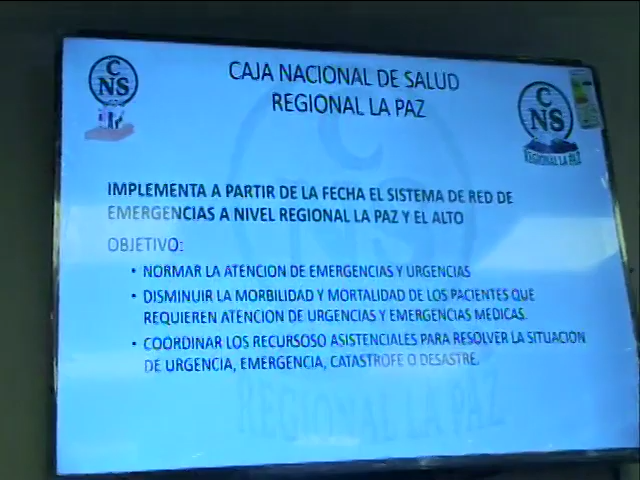 CAJA NACIONAL DE SALUD
REGIONAL LA PAZ
CNS
CNS
REGIONAL LA PAZ
IMPLEMENTA A PARTIR DE LA FECHA EL SISTEMA DE RED DE
EMERGENCIAS A NIVEL REGIONAL LA PAZ Y EL ALTO
OBJETIVO:
• NORMAR LA ATENCION DE EMERGENCIAS Y URGENCIAS
• DISMINUIR LA MORBILIDAD Y MORTALIDAD DE LOS PACIENTES QUE
REQUIEREN ATENCION DE URGENCIAS Y EMERGENCIAS MEDICAS.
• COORDINAR LOS RECURSOSO ASISTENCIALES PARA RESOLVER LA SITUACIÓN
DE URGENCIA, EMERGENCIA, CATASTROFE O DESASTRE.
CNS
REGIONAL LA PAZ